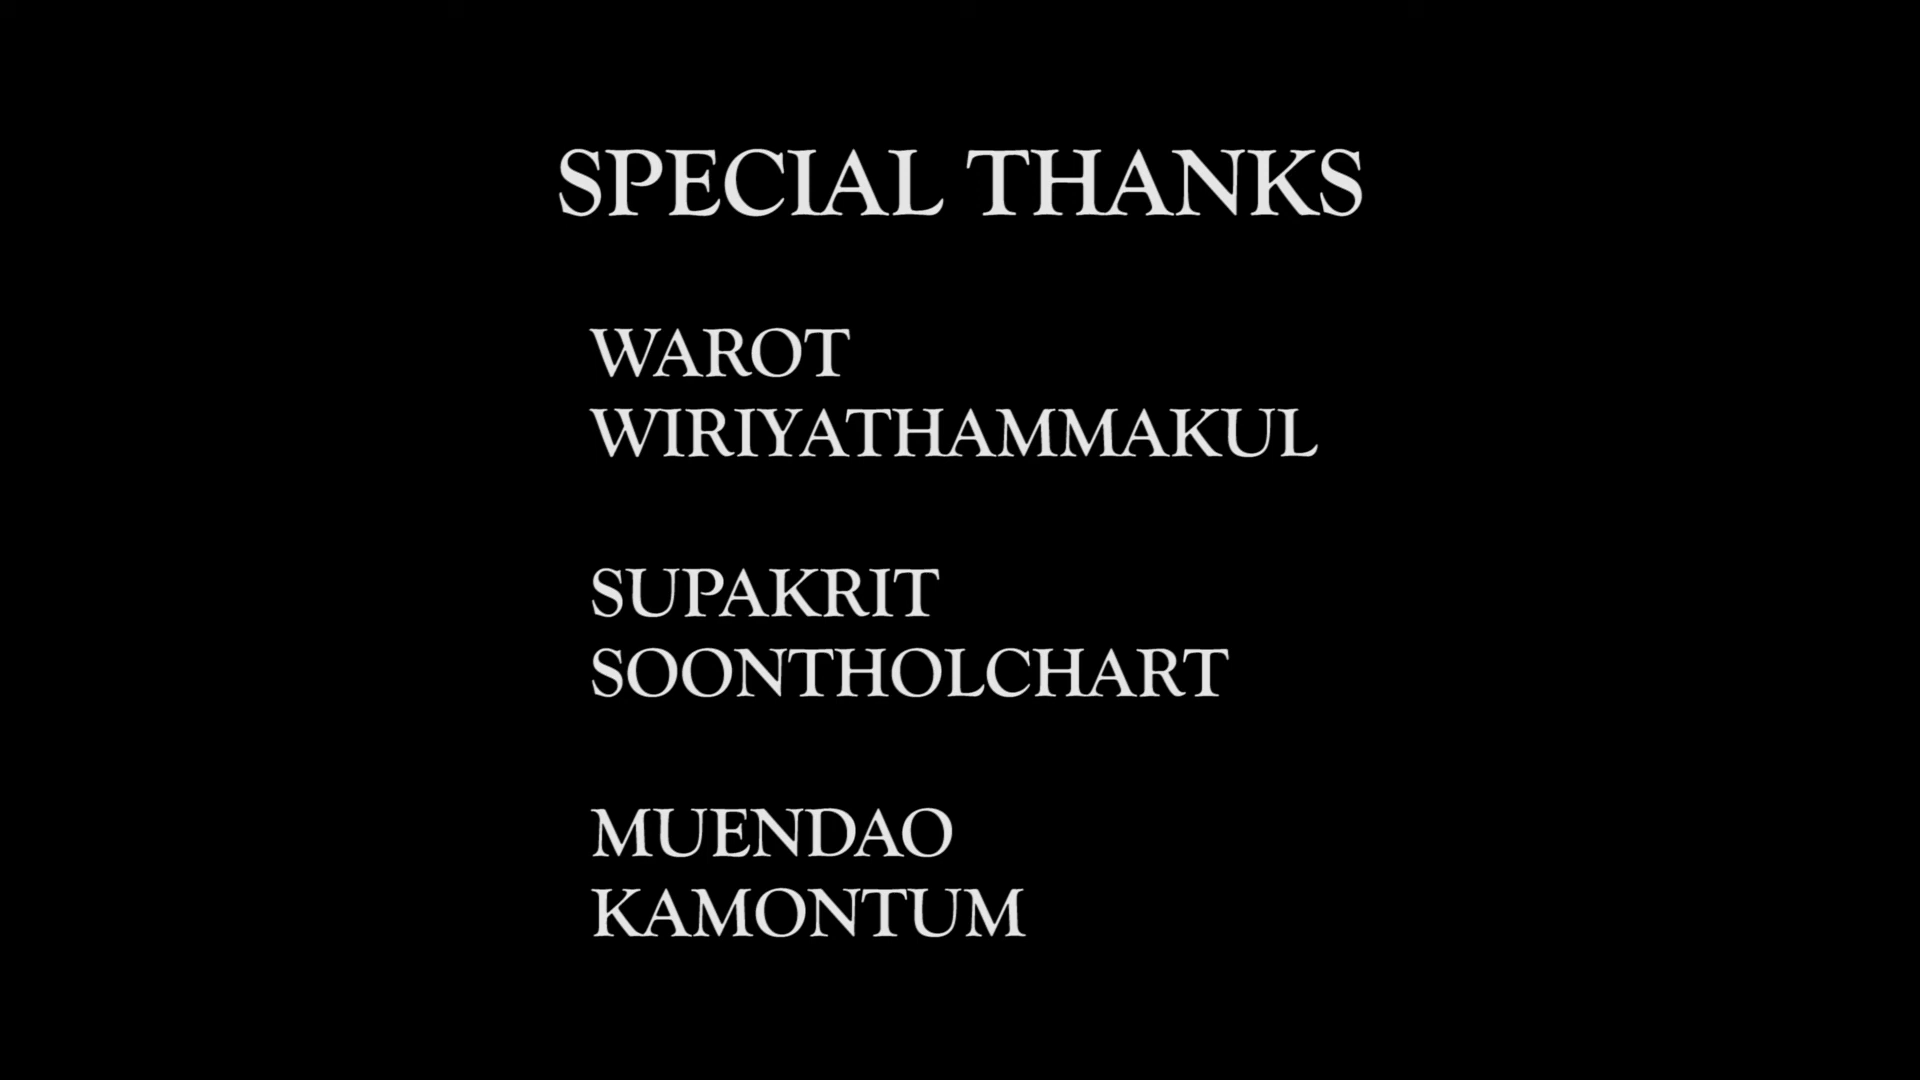 SPECIAL THANKS
WAROT
WIRIYATHAMMAKUL
SUPAKRIT
SOONTHOLCHART
MUENDAO
KAMONTUM